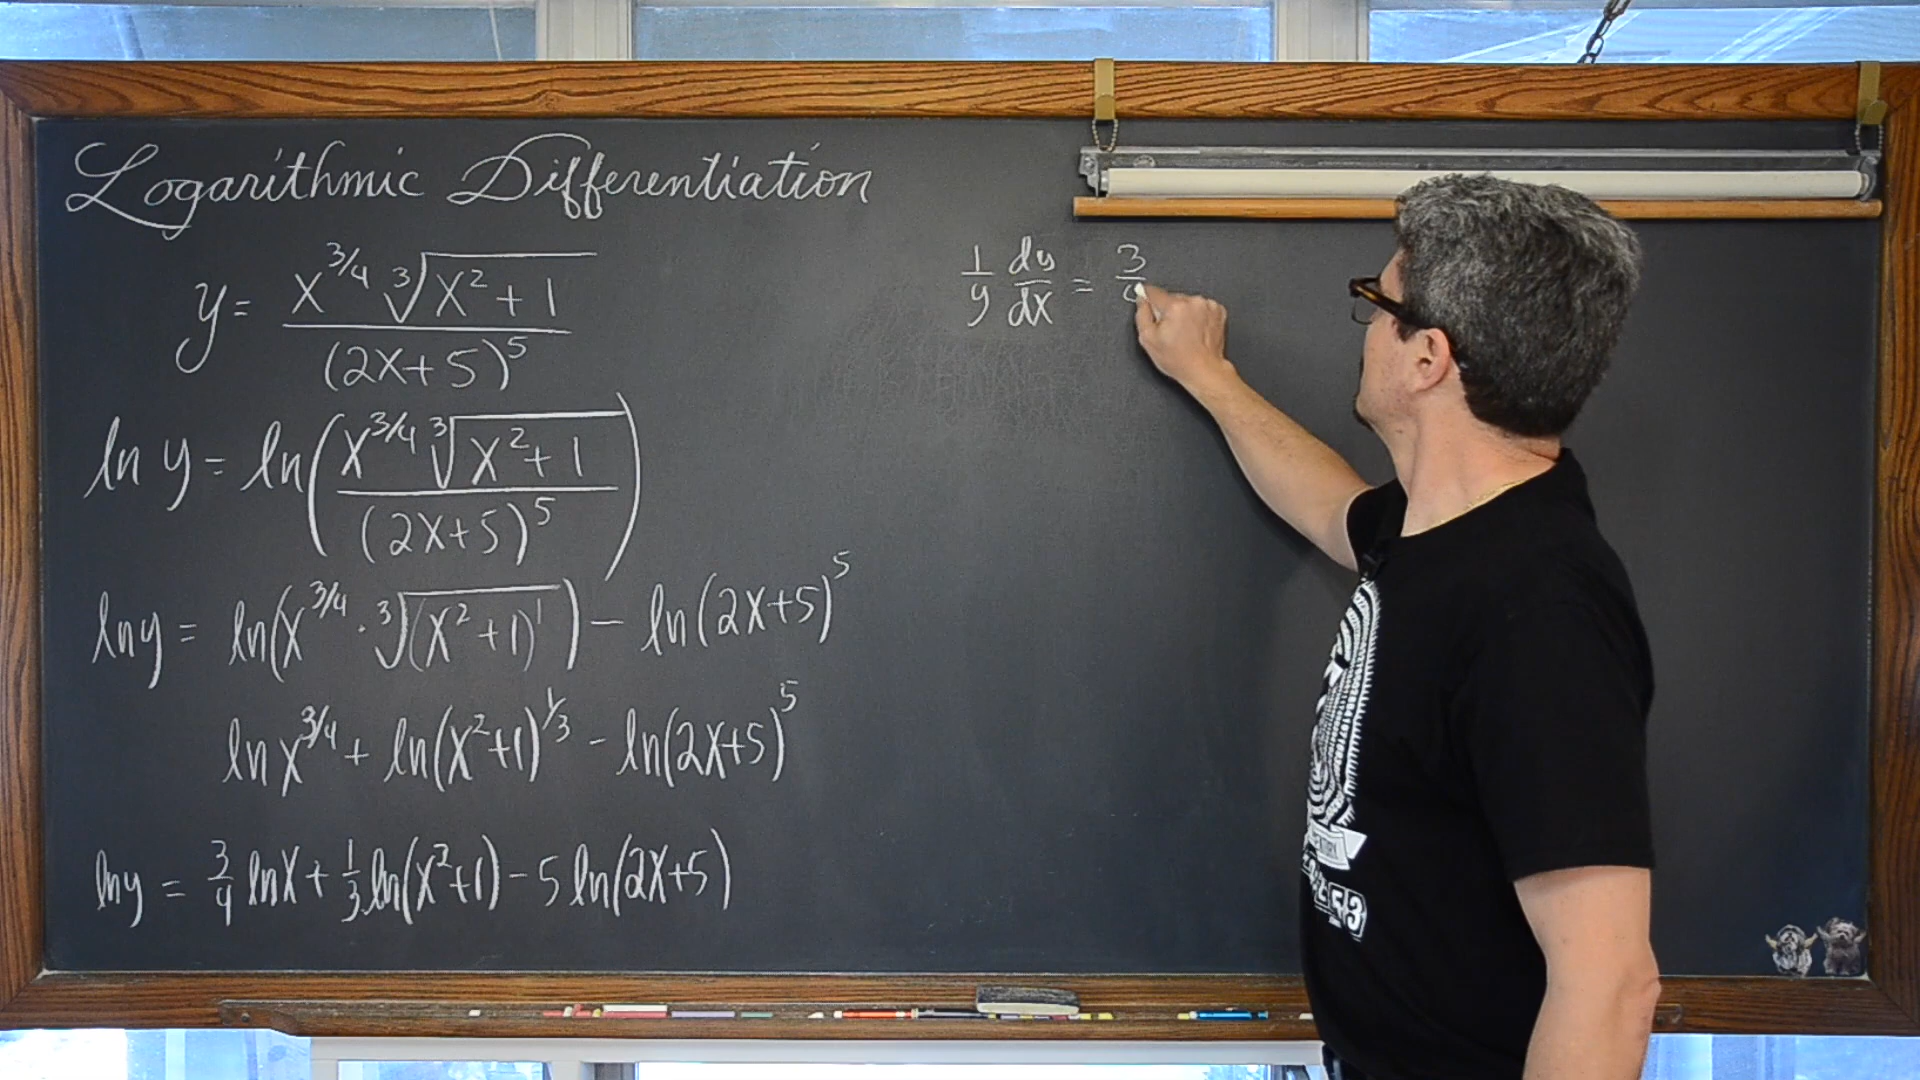 Logarithmic Differentiation
y = x^3/4 ∛(x² + 1) / (2x+5)^5
ln y = ln( x^3/4 ∛(x² + 1) / (2x+5)^5 )
ln y = ln(x^3/4 · ∛((x² + 1)^1)) − ln(2x+5)^5
ln x^3/4 + ln(x²+1)^1/3 − ln(2x+5)^5
ln y = 3/4 ln x + 1/3 ln(x²+1) − 5 ln(2x+5)
1/y dy/dx = 3/